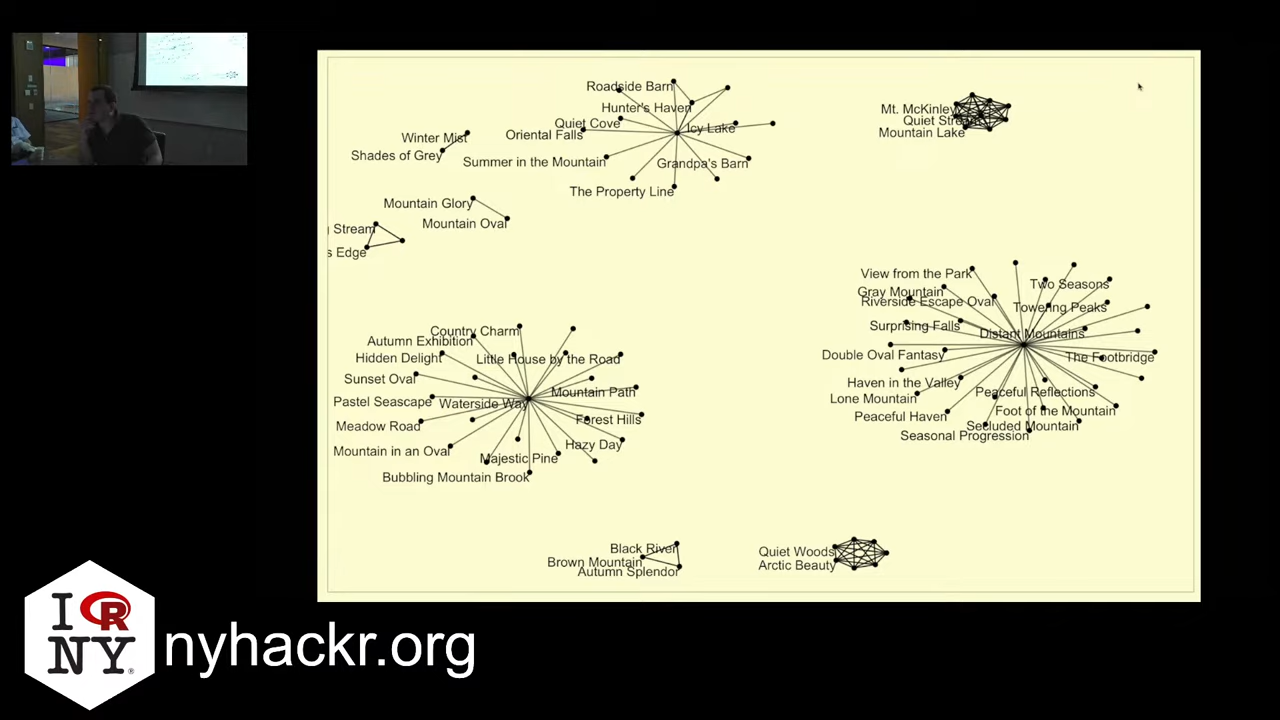 Roadside Barn
Hunter's Haven
Quiet Cove
Icy Lake
Oriental Falls
Summer in the Mountain
Grandpa's Barn
The Property Line
Winter Mist
Shades of Grey
Mountain Glory
Mountain Oval
Stream
s Edge
Mt. McKinley
Quiet Stream
Mountain Lake
View from the Park
Two Seasons
Gray Mountain
Riverside Escape Oval
Towering Peaks
Surprising Falls
Distant Mountains
Double Oval Fantasy
The Footbridge
Haven in the Valley
Peaceful Reflections
Lone Mountain
Foot of the Mountain
Peaceful Haven
Secluded Mountain
Seasonal Progression
Country Charm
Autumn Exhibition
Hidden Delight
Little House by the Road
Sunset Oval
Mountain Path
Pastel Seascape
Waterside Way
Meadow Road
Forest Hills
Mountain in an Oval
Hazy Day
Majestic Pine
Bubbling Mountain Brook
Black River
Brown Mountain
Autumn Splendor
Quiet Woods
Arctic Beauty
I R
NY
nyhackr.org